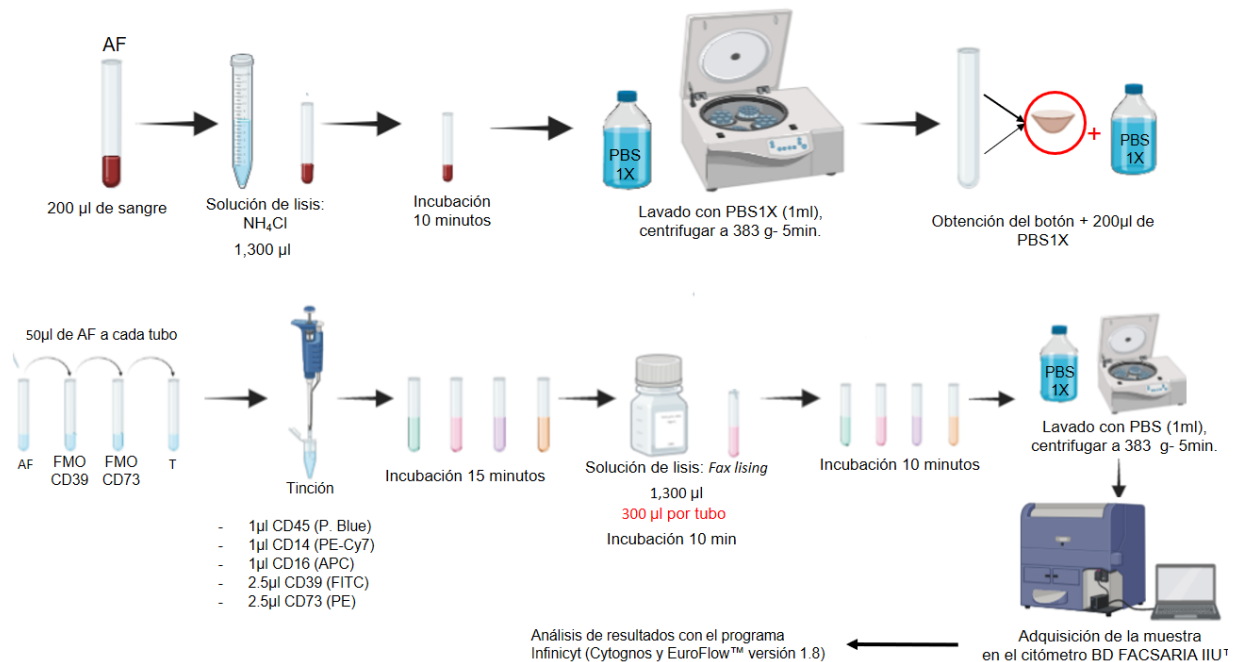 AF
200 µl de sangre
Solución de lisis:
NH₄Cl
1,300 µl
Incubación
10 minutos
PBS
1X
Lavado con PBS1X (1ml),
centrifugar a 383 g- 5min.
+
PBS
1X
Obtención del botón + 200µl de
PBS1X
50µl de AF a cada tubo
AF
FMO
CD39
FMO
CD73
T
Tinción
- 1µl CD45 (P. Blue)
- 1µl CD14 (PE-Cy7)
- 1µl CD16 (APC)
- 2.5µl CD39 (FITC)
- 2.5µl CD73 (PE)
Incubación 15 minutos
Solución de lisis: Fax lising
1,300 µl
300 µl por tubo
Incubación 10 min
Incubación 10 minutos
PBS
1X
Lavado con PBS (1ml),
centrifugar a 383 g- 5min.
Adquisición de la muestra
en el citómetro BD FACSARIA IIU
Análisis de resultados con el programa
Infinicyt (Cytognos y EuroFlow™ versión 1.8)